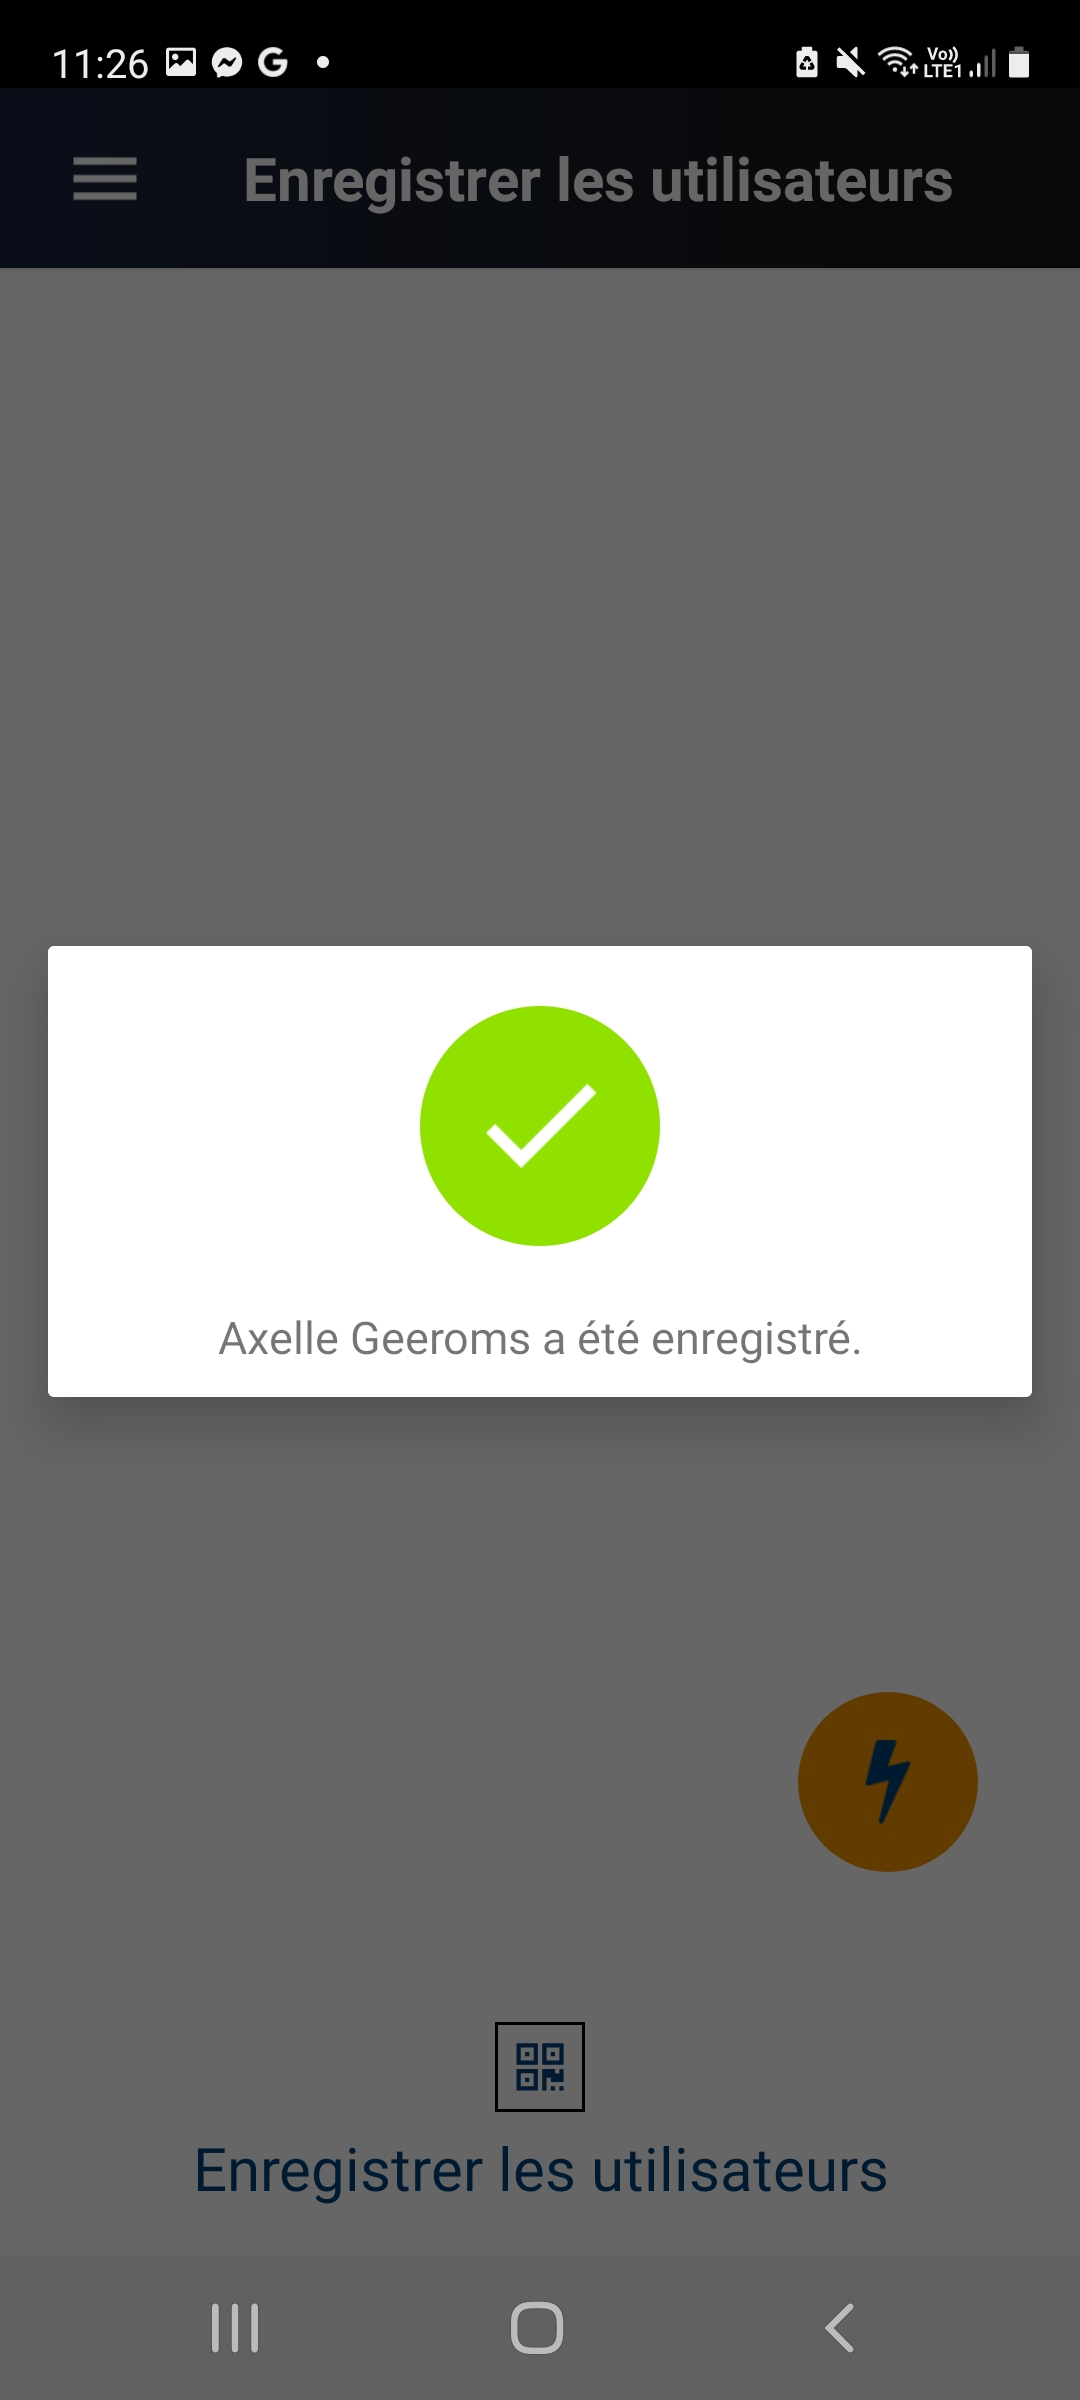 11:26
Vo))
LTE1
Enregistrer les utilisateurs
Axelle Geeroms a été enregistré.
Enregistrer les utilisateurs